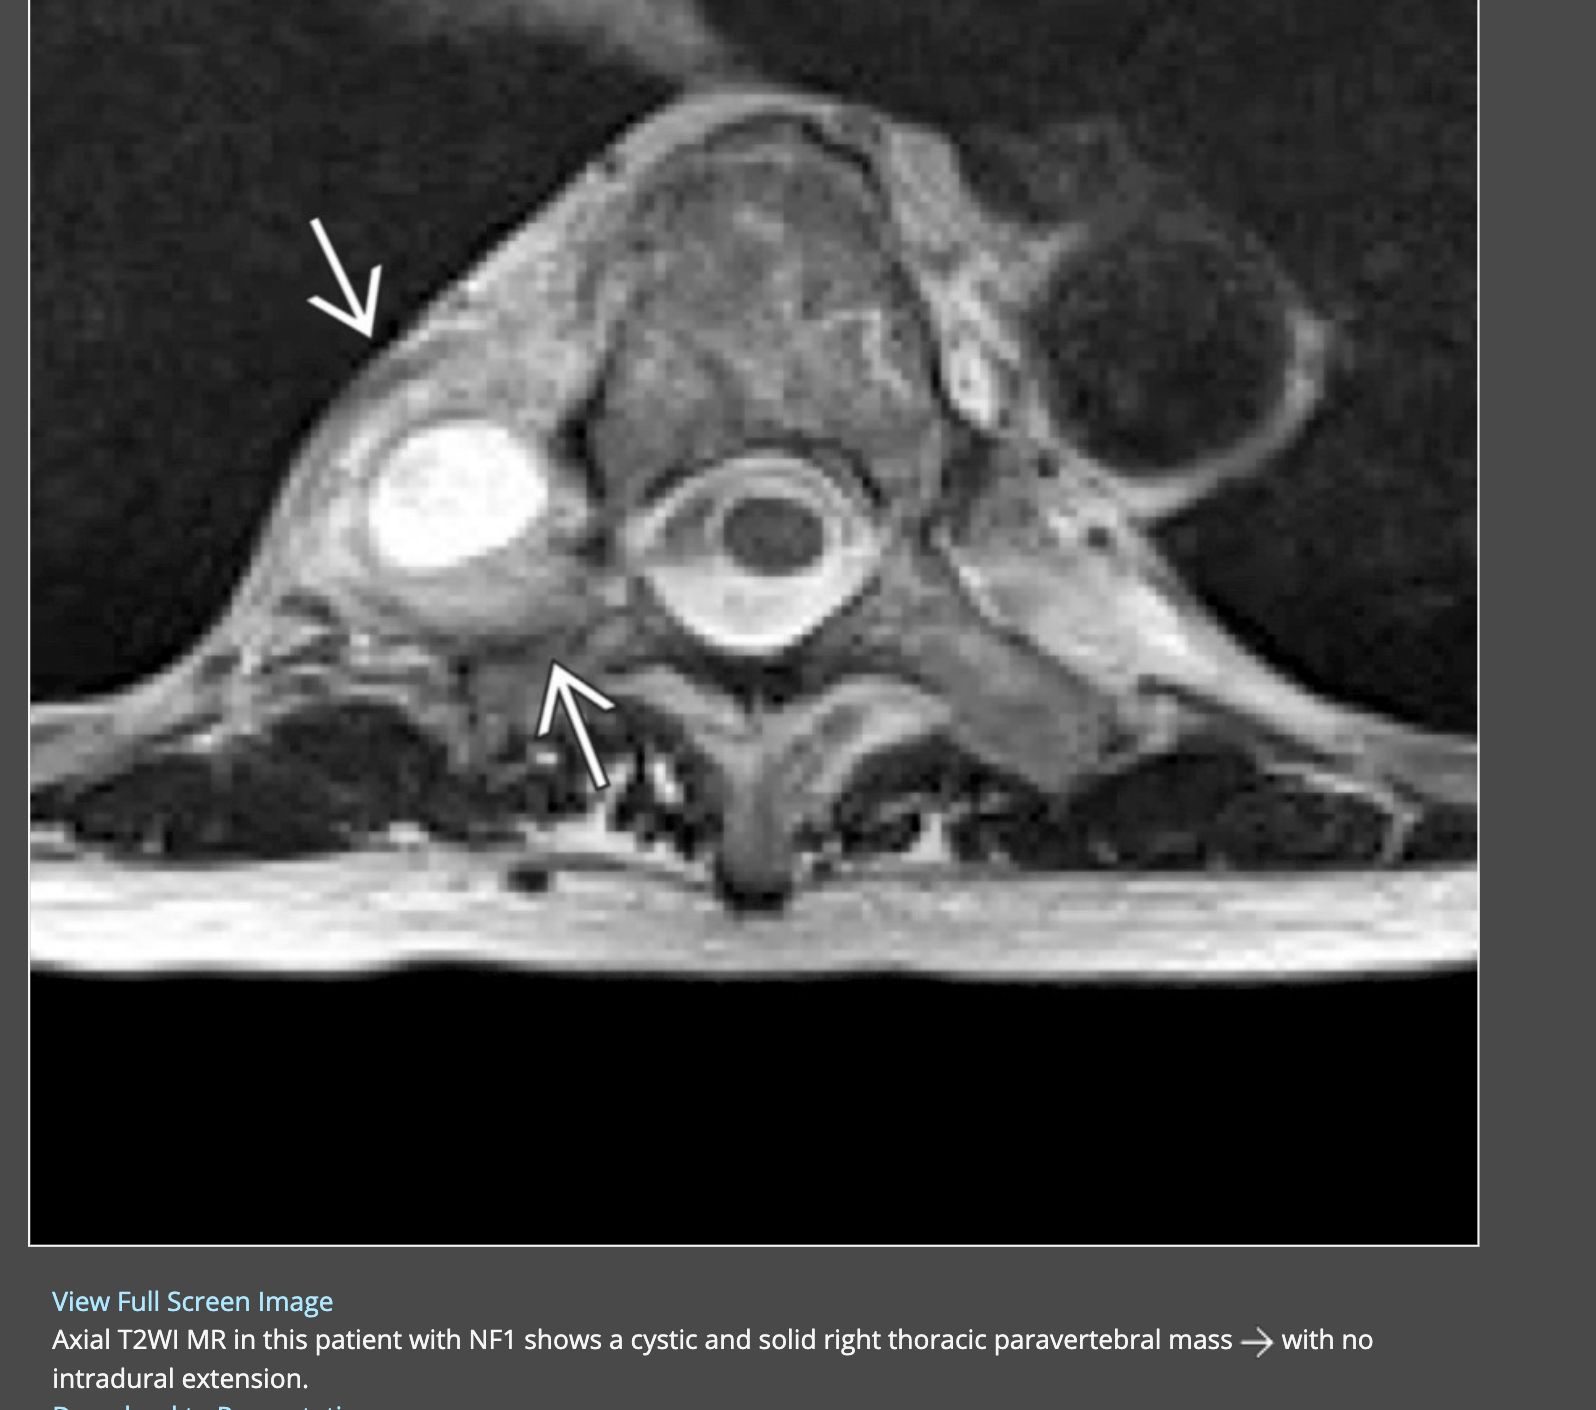 View Full Screen Image
Axial T2WI MR in this patient with NF1 shows a cystic and solid right thoracic paravertebral mass → with no
intradural extension.